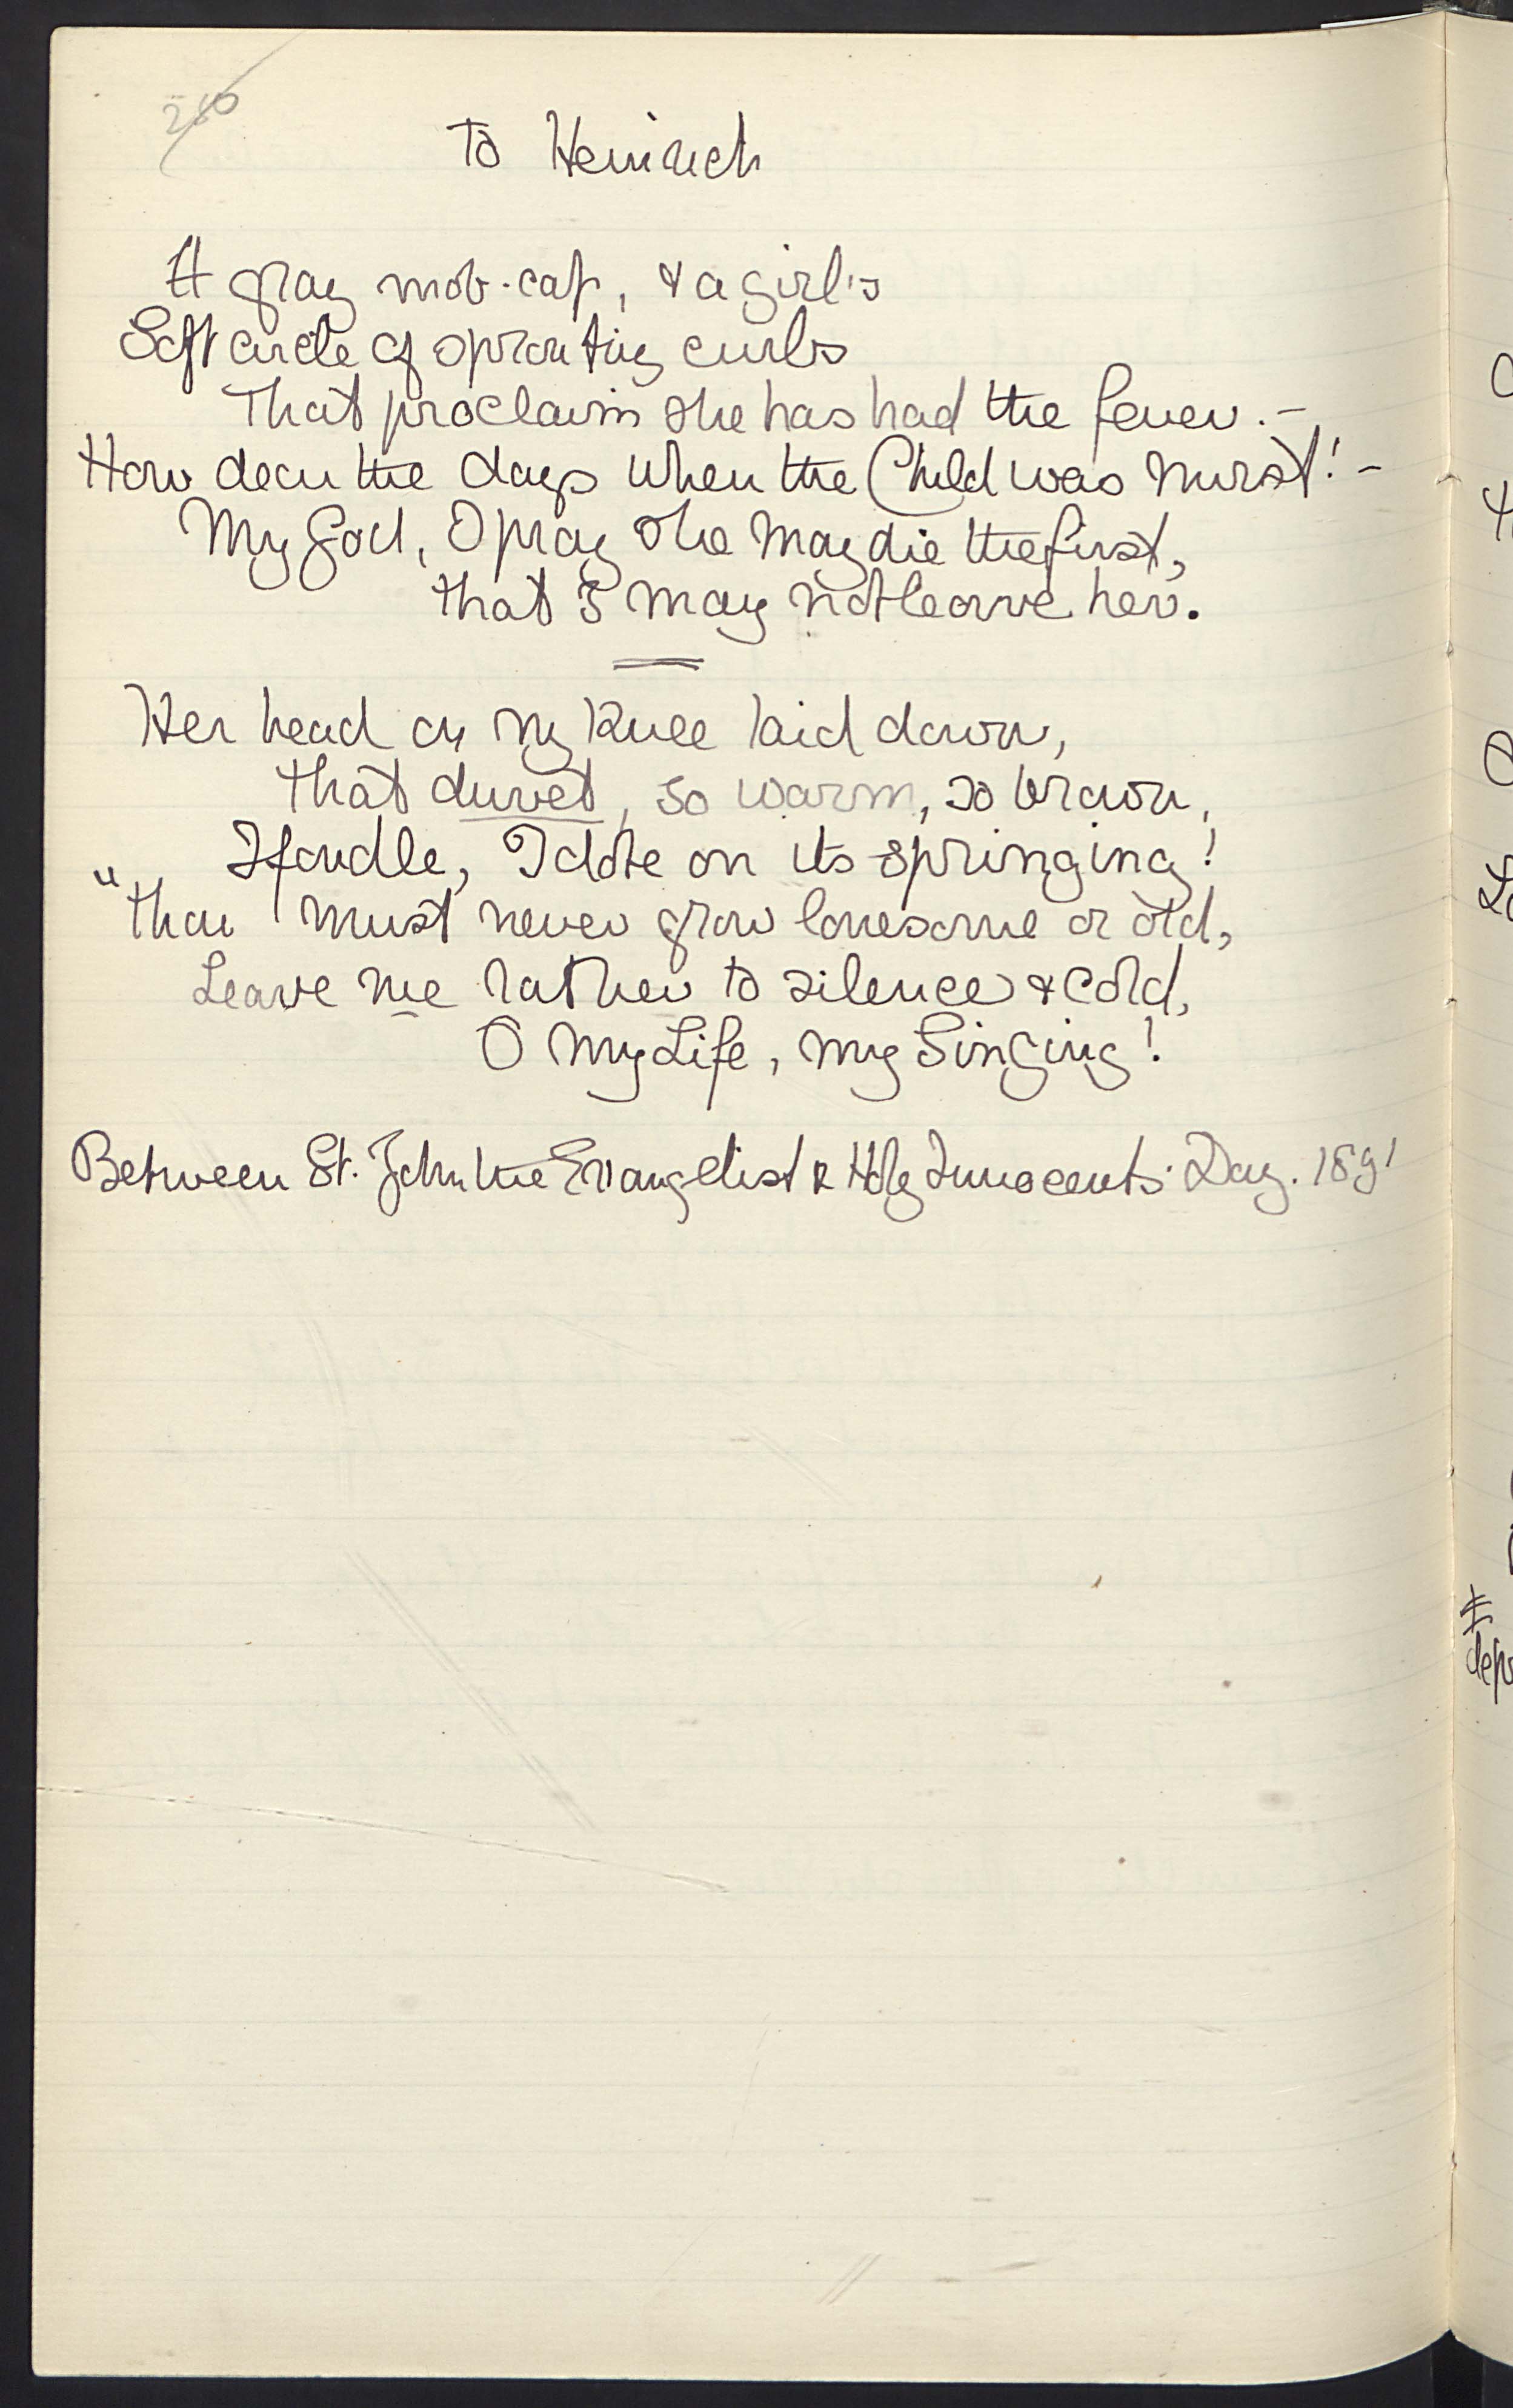 280
To Heinrich
A gray mob-cap, & a girl's
Soft circle of sprouting curls
That proclaim she has had the fever. -
How dear the days when the Child was nurst! -
My God, I pray she may die the first,
That I may not leave her.
Her head on my knee laid down,
That duvet, so warm, so brown,
I fondle, I dote on its springing!
"Thou must never grow lonesome or old,
Leave me rather to silence & cold,
O my Life, my Singing!
Between St. John the Evangelist & Holy Innocents' Day. 1891